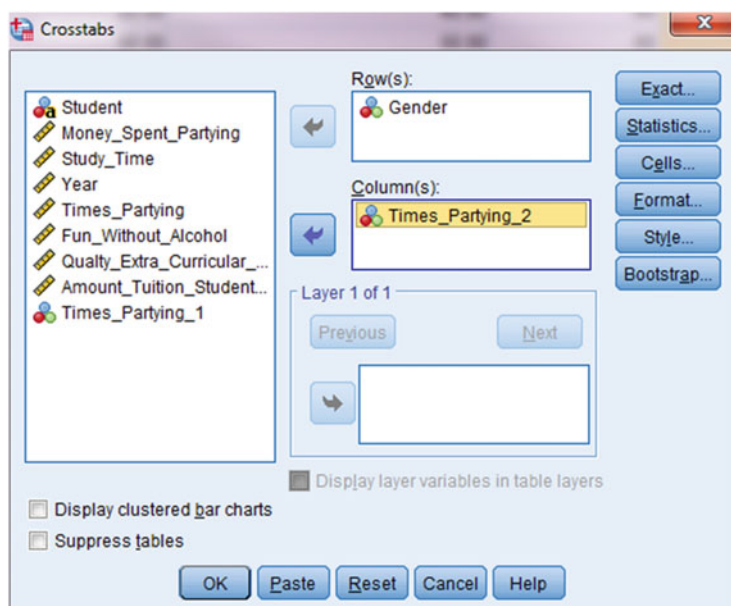 Crosstabs
x
Student
Money_Spent_Partying
Study_Time
Year
Times_Partying
Fun_Without_Alcohol
Qualty_Extra_Curricular_...
Amount_Tuition_Student...
Times_Partying_1
Row(s):
Gender
Column(s):
Times_Partying_2
Layer 1 of 1
Previous
Next
Display layer variables in table layers
Exact...
Statistics...
Cells...
Format...
Style...
Bootstrap...
Display clustered bar charts
Suppress tables
OK Paste Reset Cancel Help